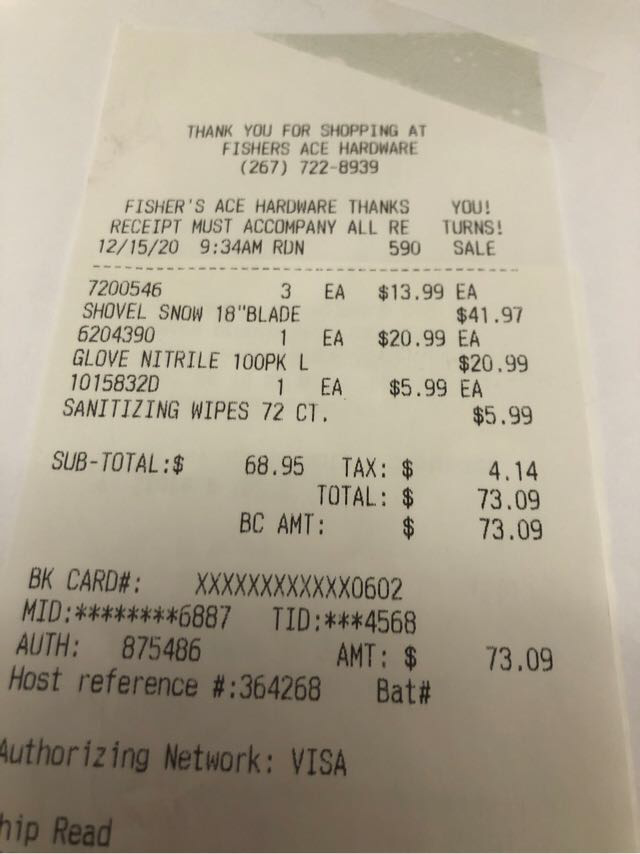 THANK YOU FOR SHOPPING AT
FISHERS ACE HARDWARE
(267) 722-8939
FISHER'S ACE HARDWARE THANKS YOU!
RECEIPT MUST ACCOMPANY ALL RE TURNS!
12/15/20 9:34AM RDN 590 SALE
7200546 3 EA $13.99 EA
SHOVEL SNOW 18"BLADE $41.97
6204390 1 EA $20.99 EA
GLOVE NITRILE 100PK L $20.99
1015832D 1 EA $5.99 EA
SANITIZING WIPES 72 CT. $5.99
SUB-TOTAL:$ 68.95 TAX: $ 4.14
TOTAL: $ 73.09
BC AMT: $ 73.09
BK CARD#: XXXXXXXXXXXX0602
MID:********6887 TID:***4568
AUTH: 875486 AMT: $ 73.09
Host reference #:364268 Bat#
Authorizing Network: VISA
hip Read